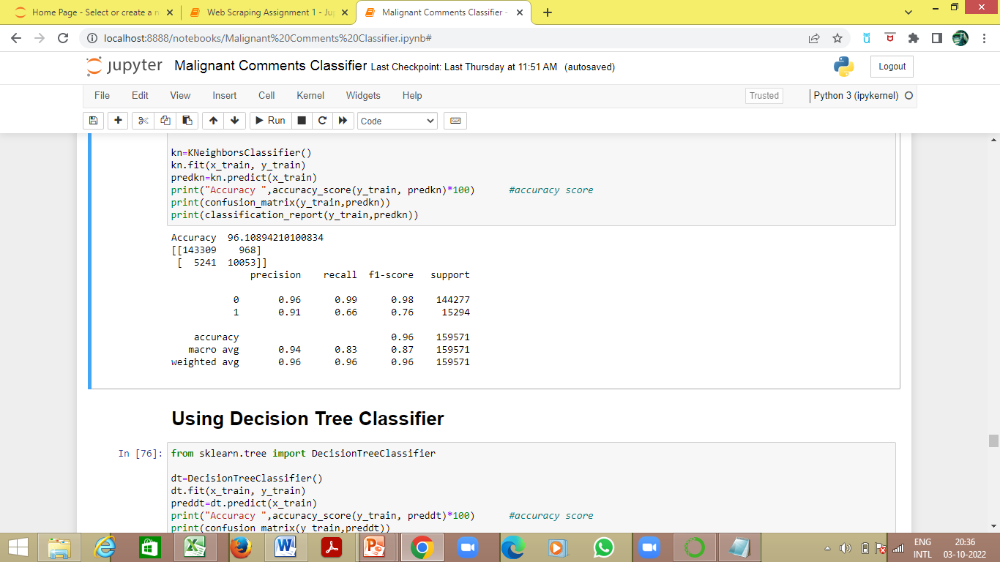 Home Page - Select or create a n
Web Scraping Assignment 1 - Ju
Malignant Comments Classifier -
localhost:8888/notebooks/Malignant%20Comments%20Classifier.ipynb#
jupyter Malignant Comments Classifier Last Checkpoint: Last Thursday at 11:51 AM (autosaved)
Logout
File Edit View Insert Cell Kernel Widgets Help
Trusted
Python 3 (ipykernel)
Run
Code
kn=KNeighborsClassifier()
kn.fit(x_train, y_train)
predkn=kn.predict(x_train)
print("Accuracy ",accuracy_score(y_train, predkn)*100)      #accuracy score
print(confusion_matrix(y_train,predkn))
print(classification_report(y_train,predkn))
Accuracy  96.10894210100834
[[143309    968]
 [  5241  10053]]
              precision    recall  f1-score   support
           0       0.96      0.99      0.98    144277
           1       0.91      0.66      0.76     15294
    accuracy                           0.96    159571
   macro avg       0.94      0.83      0.87    159571
weighted avg       0.96      0.96      0.96    159571
Using Decision Tree Classifier
In [76]:
from sklearn.tree import DecisionTreeClassifier
dt=DecisionTreeClassifier()
dt.fit(x_train, y_train)
preddt=dt.predict(x_train)
print("Accuracy ",accuracy_score(y_train, preddt)*100)      #accuracy score
print(confusion_matrix(y_train,preddt))
ENG
INTL
20:36
03-10-2022